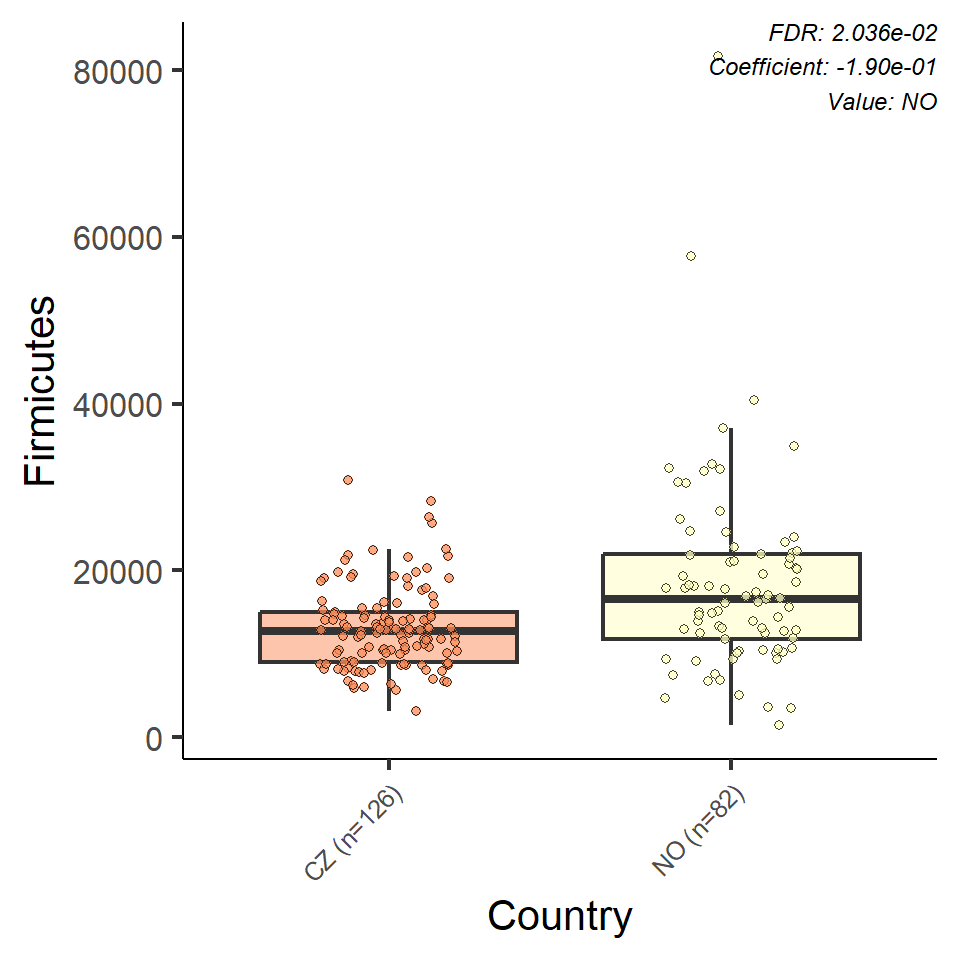 FDR: 2.036e-02
Coefficient: -1.90e-01
Value: NO
80000
60000
40000
20000
0
Firmicutes
CZ (n=126)
NO (n=82)
Country